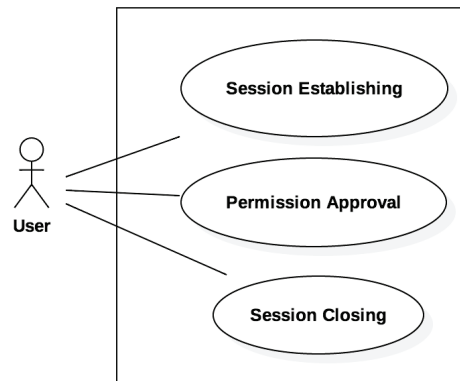 Session Establishing
Permission Approval
User
Session Closing